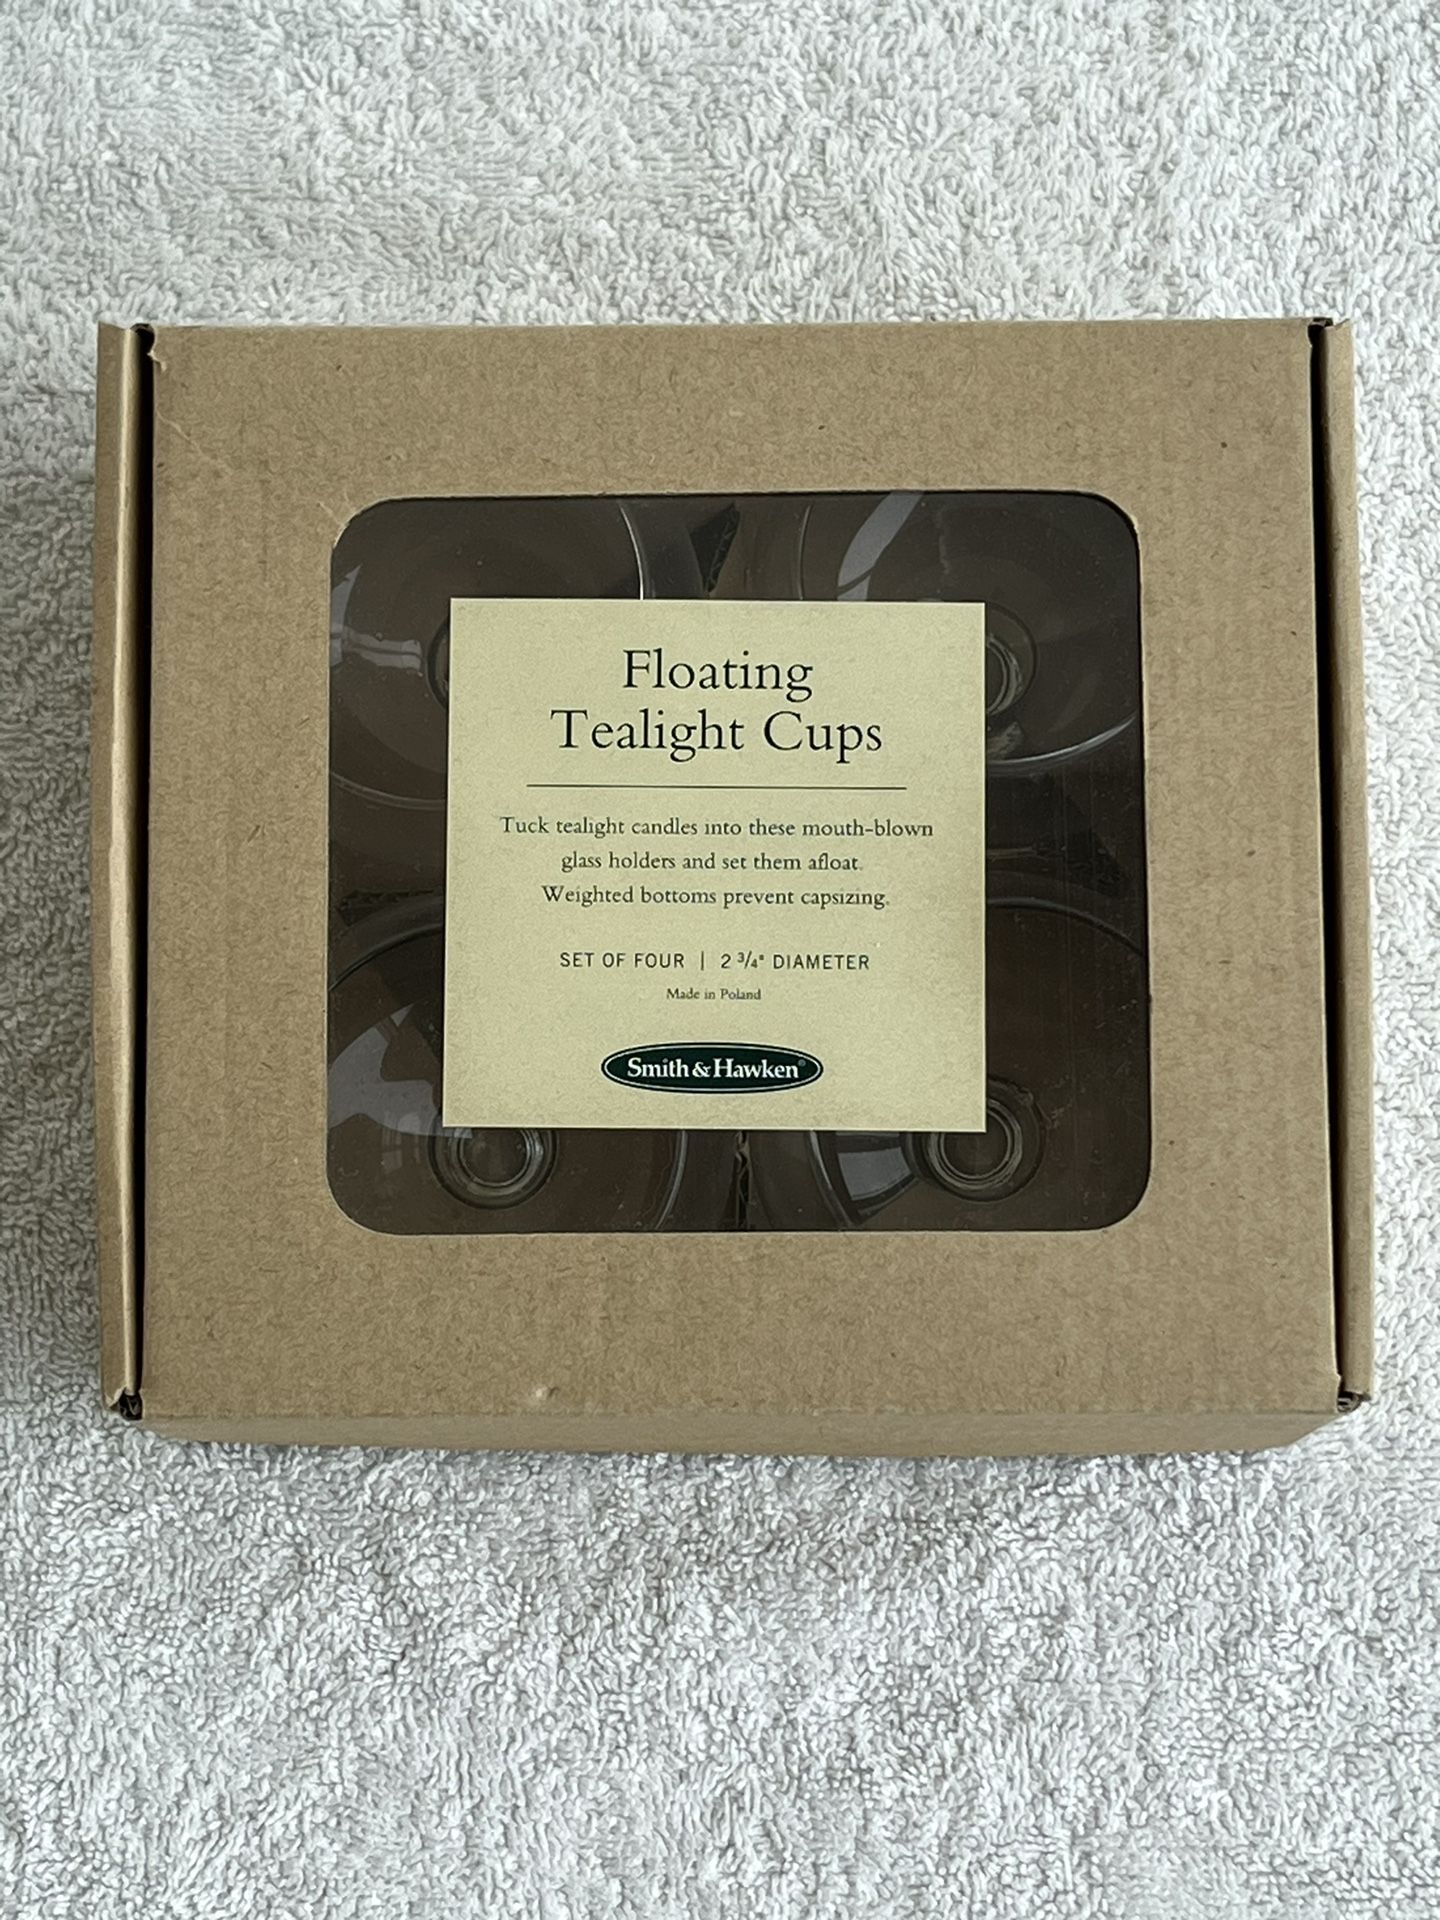 Floating
Tealight Cups
Tuck tealight candles into these mouth-blown
glass holders and set them afloat.
Weighted bottoms prevent capsizing.
SET OF FOUR | 2 3/4" DIAMETER
Made in Poland
Smith & Hawken®